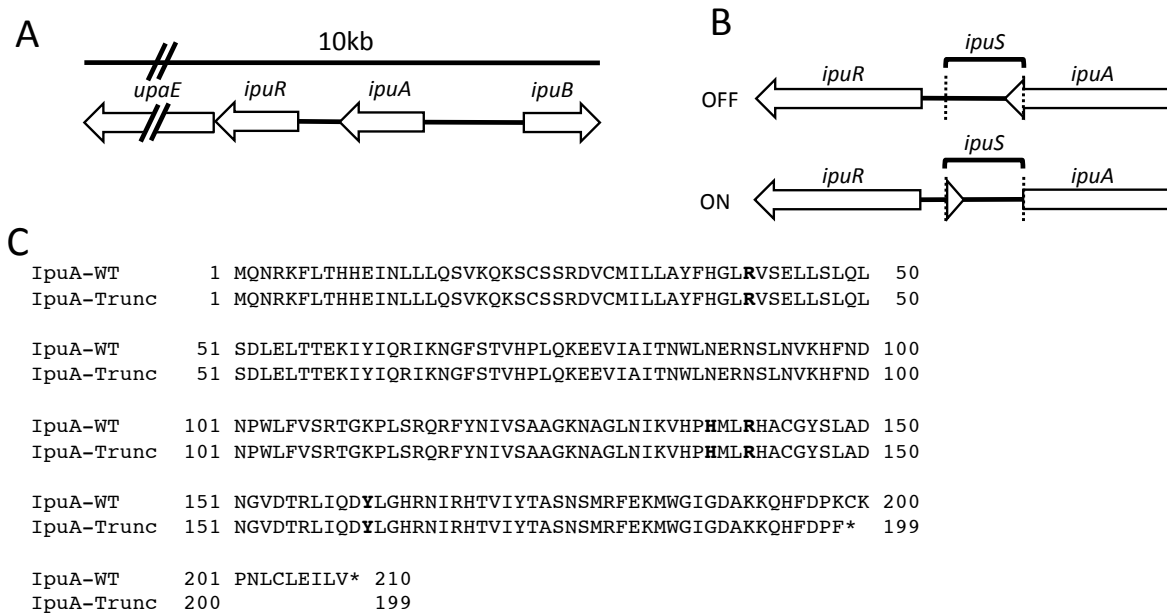 A
10kb
upaE ipuR ipuA ipuB
B
ipuS
ipuR ipuA
OFF
ipuS
ipuR ipuA
ON
C
IpuA-WT 1 MQNRKFLTHHEINLLLQSVKQKSCSSRDVCMILLAYFHGLRVSELLSLQL 50
IpuA-Trunc 1 MQNRKFLTHHEINLLLQSVKQKSCSSRDVCMILLAYFHGLRVSELLSLQL 50
IpuA-WT 51 SDLELTTEKIYIQRIKNGFSTVHPLQKEEVIAITNWLNERNSLNVKHFND 100
IpuA-Trunc 51 SDLELTTEKIYIQRIKNGFSTVHPLQKEEVIAITNWLNERNSLNVKHFND 100
IpuA-WT 101 NPWLFVSRTGKPLSRQRFYNIVSAAGKNAGLNIKVHPHMLRHACGYSLAD 150
IpuA-Trunc 101 NPWLFVSRTGKPLSRQRFYNIVSAAGKNAGLNIKVHPHMLRHACGYSLAD 150
IpuA-WT 151 NGVDTRLIQDYLGHRNIRHTVIYTASNSMRFEKMWGIGDAKKQHFDPKCK 200
IpuA-Trunc 151 NGVDTRLIQDYLGHRNIRHTVIYTASNSMRFEKMWGIGDAKKQHFDPF* 199
IpuA-WT 201 PNLCLEILV* 210
IpuA-Trunc 200 199